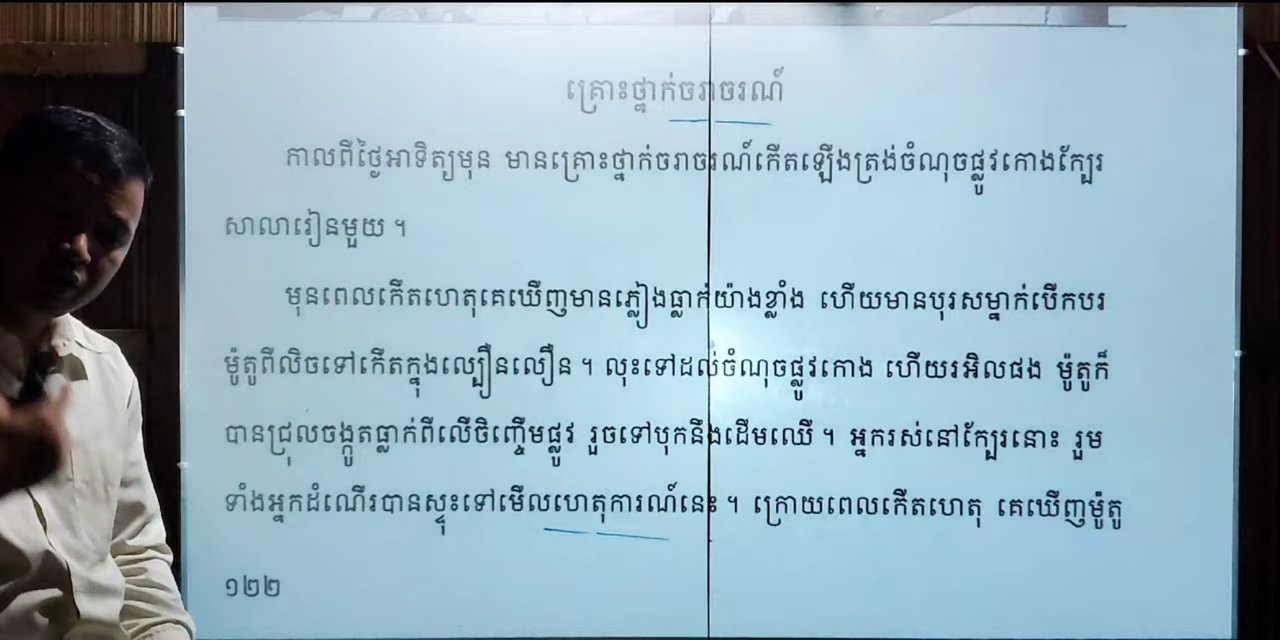 គ្រោះថ្នាក់ចរាចរណ៍
កាលពីថ្ងៃអាទិត្យមុន មានគ្រោះថ្នាក់ចរាចរណ៍កើតឡើងត្រង់ចំណុចផ្លូវកោងក្បែរ
សាលារៀនមួយ ។
មុនពេលកើតហេតុគេឃើញមានភ្លៀងធ្លាក់យ៉ាងខ្លាំង ហើយមានបុរសម្នាក់បើកបរ
ម៉ូតូពីលិចទៅកើតក្នុងល្បឿនលឿន ។ លុះទៅដល់ចំណុចផ្លូវកោង ហើយរអិលផង ម៉ូតូក៏
បានជ្រុលចង្កូតធ្លាក់ពីលើចិញ្ចើមផ្លូវ រួចទៅបុកនឹងដើមឈើ ។ អ្នករស់នៅក្បែរនោះ រួម
ទាំងអ្នកដំណើរបានស្ទុះទៅមើលហេតុការណ៍នេះ ។ ក្រោយពេលកើតហេតុ គេឃើញម៉ូតូ
១២២